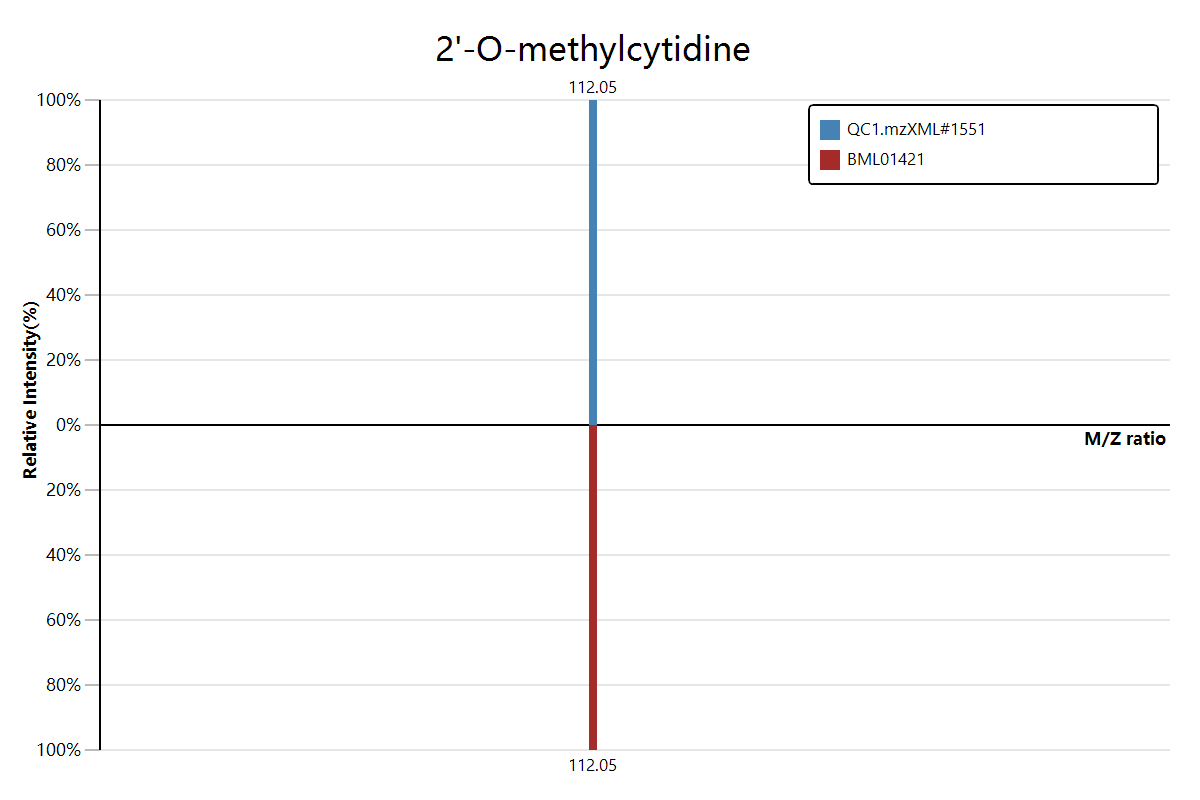 2'-O-methylcytidine
112.05
100%
80%
60%
40%
20%
0%
20%
40%
60%
80%
100%
Relative Intensity(%)
QC1.mzXML#1551
BML01421
M/Z ratio
112.05